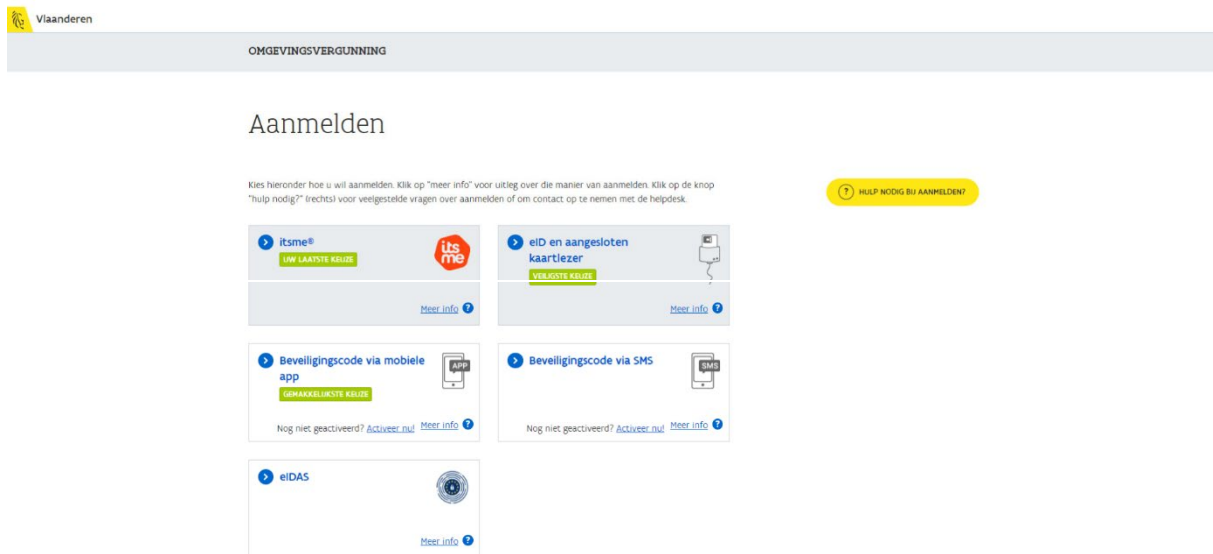 Vlaanderen
OMGEVINGSVERGUNNING
Aanmelden
Kies hieronder hoe u wil aanmelden. Klik op "meer info" voor uitleg over die manier van aanmelden. Klik op de knop
"hulp nodig?" (rechts) voor veelgestelde vragen over aanmelden of om contact op te nemen met de helpdesk.
? HULP NODIG BIJ AANMELDEN?
itsme®
UW LAATSTE KEUZE
its
me
Meer info ?
eID en aangesloten
kaartlezer
VEILIGSTE KEUZE
Meer info ?
Beveiligingscode via mobiele
app
GEMAKKELIJKSTE KEUZE
APP
Nog niet geactiveerd? Activeer nu! Meer info ?
Beveiligingscode via SMS
SMS
Nog niet geactiveerd? Activeer nu! Meer info ?
eIDAS
Meer info ?